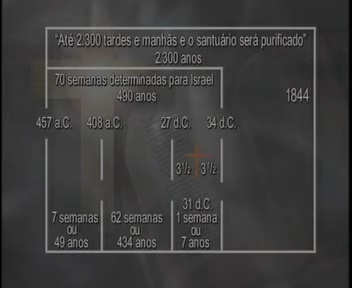 “Até 2.300 tardes e manhãs e o santuário será purificado”
2.300 anos
70 semanas determinadas para Israel
490 anos
1844
457 a.C. 408 a.C. 27 d.C. 34 d.C.
3½ 3½
31 d.C.
7 semanas 62 semanas 1 semana
ou ou ou
49 anos 434 anos 7 anos